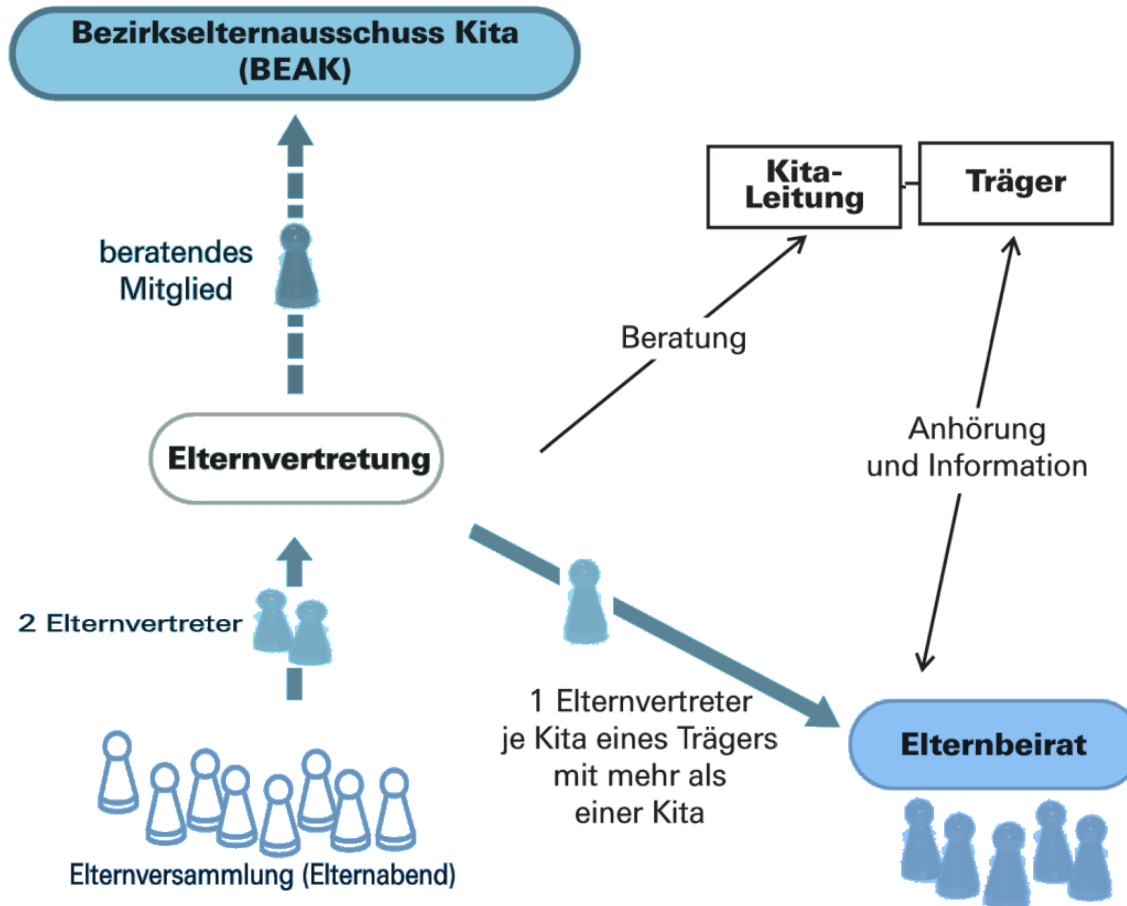 Bezirkselternausschuss Kita
(BEAK)
Kita-
Leitung
Träger
beratendes
Mitglied
Beratung
Elternvertretung
Anhörung
und Information
2 Elternvertreter
1 Elternvertreter
je Kita eines Trägers
mit mehr als
einer Kita
Elternbeirat
Elternversammlung (Elternabend)